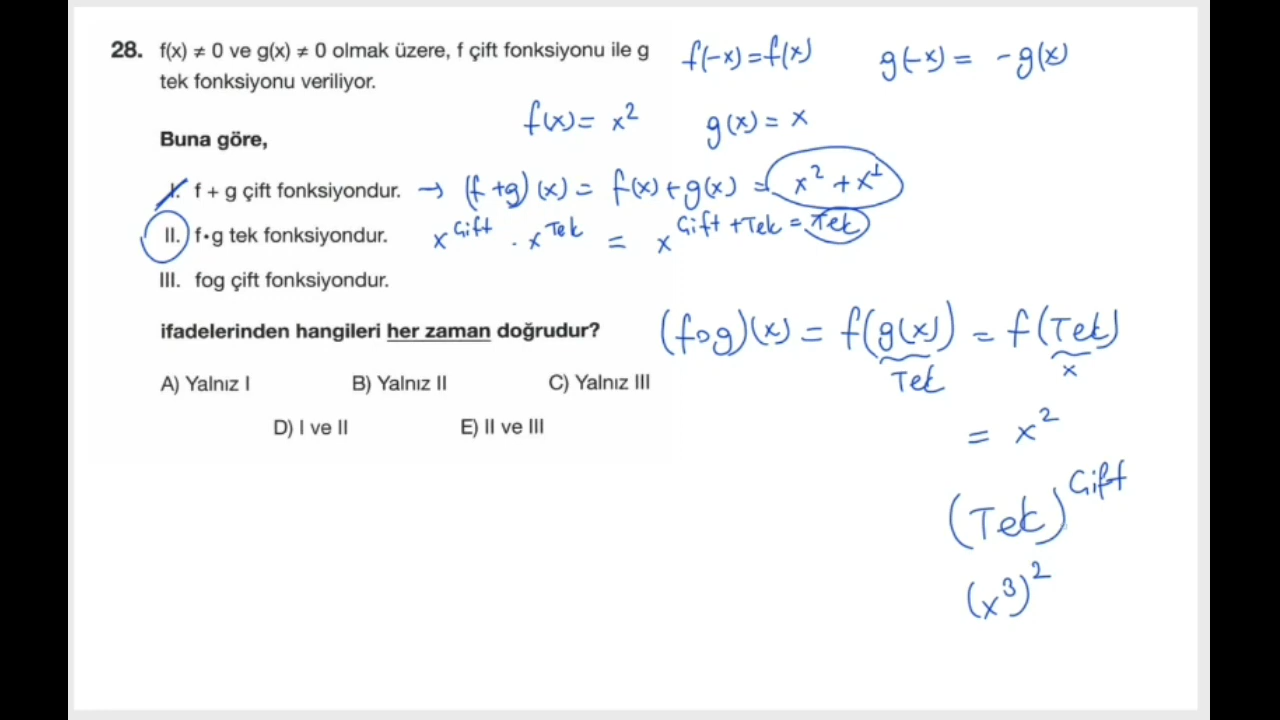 28. f(x) ≠ 0 ve g(x) ≠ 0 olmak üzere, f çift fonksiyonu ile g
tek fonksiyonu veriliyor.
f(-x)=f(x) g(-x)= -g(x)
f(x)= x² g(x)= x
Buna göre,
I. f + g çift fonksiyondur. → (f+g)(x)= f(x)+g(x) = x² + x¹
II. f•g tek fonksiyondur. x^Çift . x^Tek = x^Çift+Tek = Tek
III. fog çift fonksiyondur.
ifadelerinden hangileri her zaman doğrudur?
A) Yalnız I B) Yalnız II C) Yalnız III
D) I ve II E) II ve III
(fog)(x) = f(g(x)) = f(Tek)
Tek x
= x²
(Tek)^Çift
(x³)²